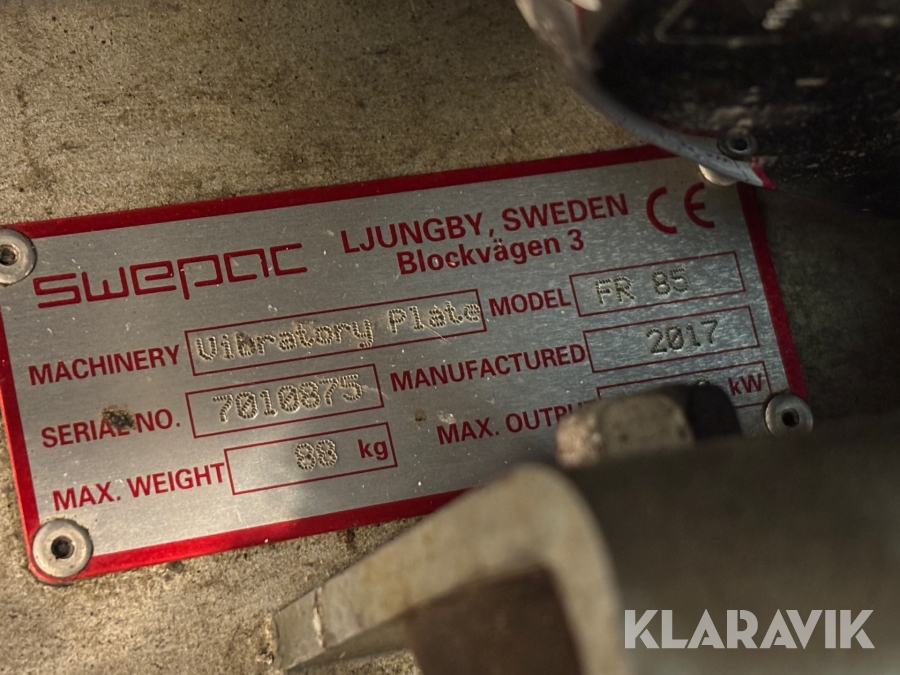 swepac LJUNGBY, SWEDEN CE
Blockvägen 3
MACHINERY Vibratory Plate MODEL FR 85
SERIAL NO. 7010875 MANUFACTURED 2017
MAX. WEIGHT 88 kg MAX. kW
KLARAVIK